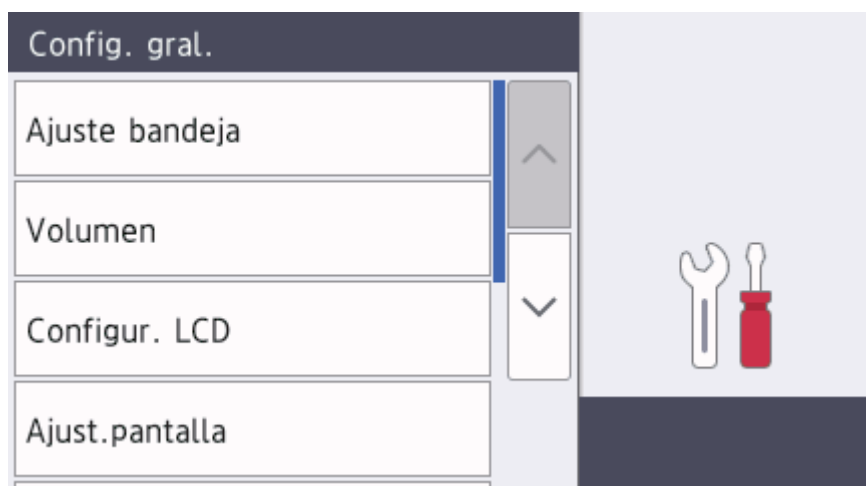 Config. gral.
Ajuste bandeja
Volumen
Configur. LCD
Ajust.pantalla